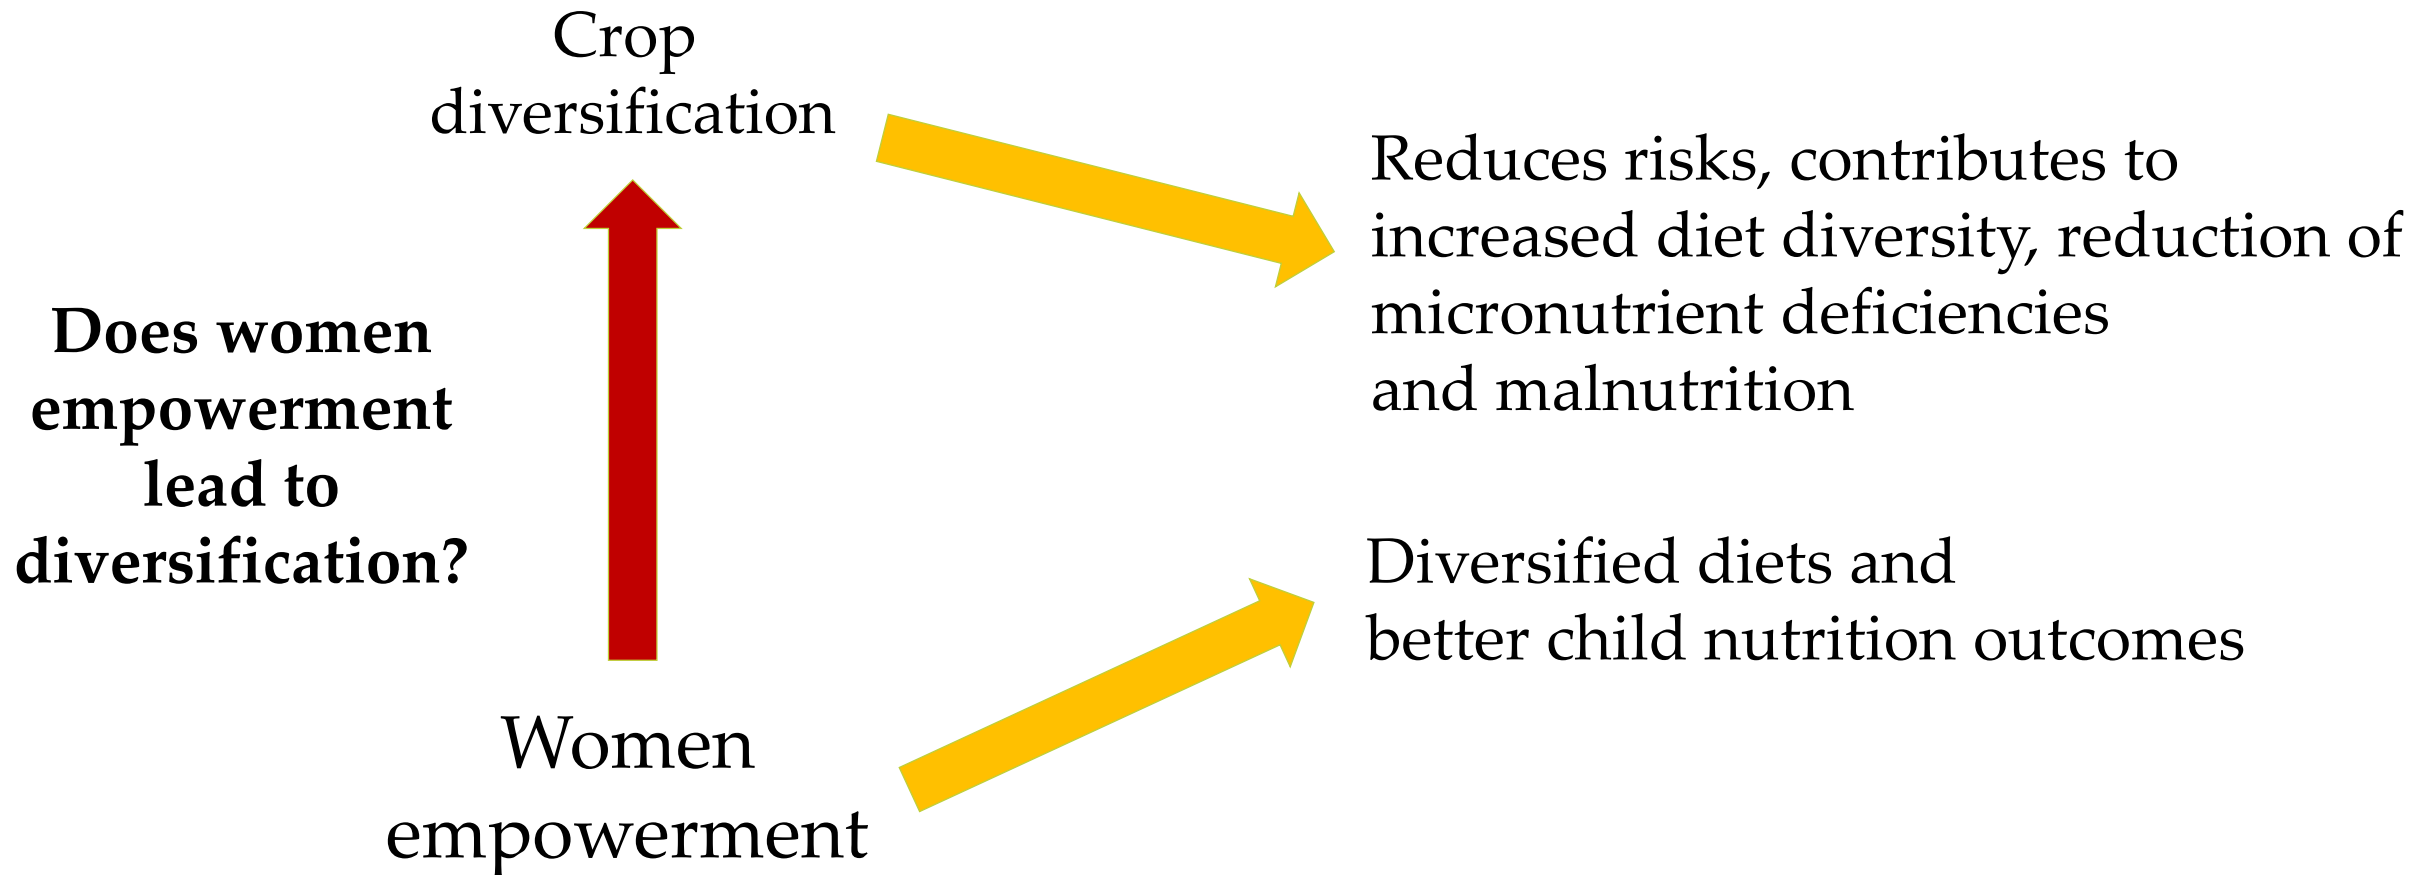 Crop
diversification
Reduces risks, contributes to
increased diet diversity, reduction of
micronutrient deficiencies
and malnutrition
Does women
empowerment
lead to
diversification?
Diversified diets and
better child nutrition outcomes
Women
empowerment